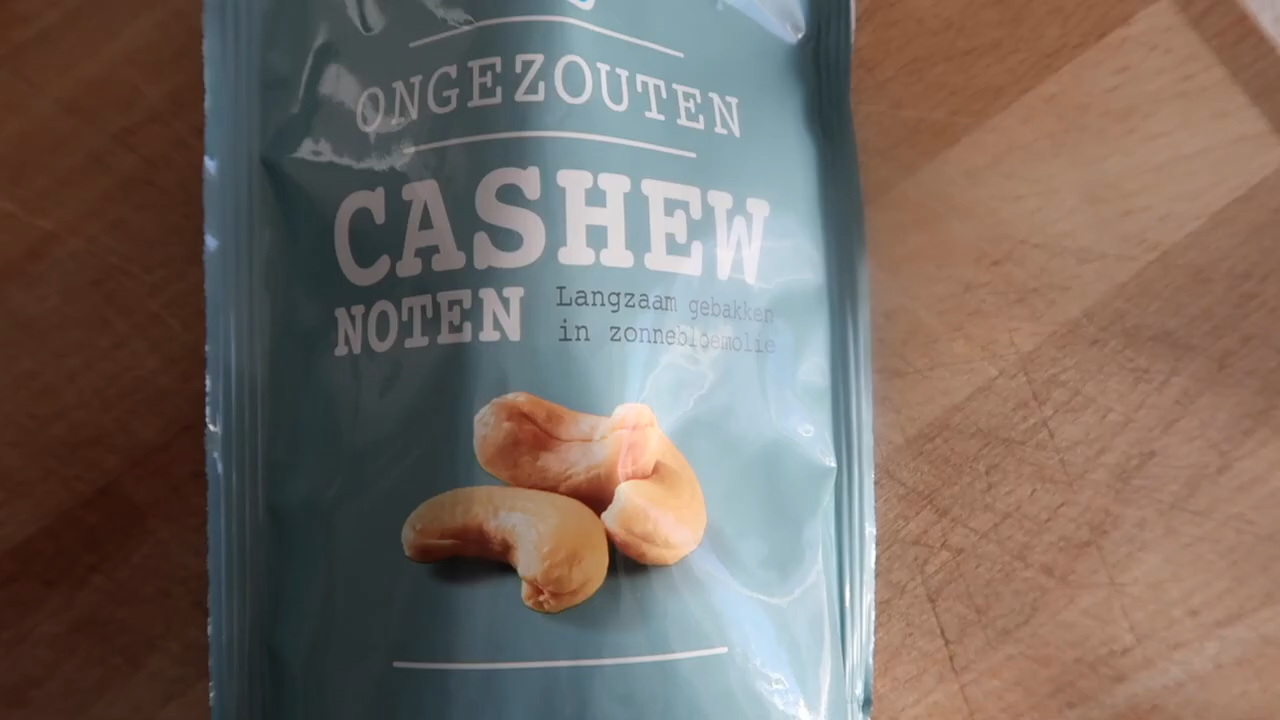 ONGEZOUTEN
CASHEW
NOTEN
Langzaam gebakken
in zonnebloemolie